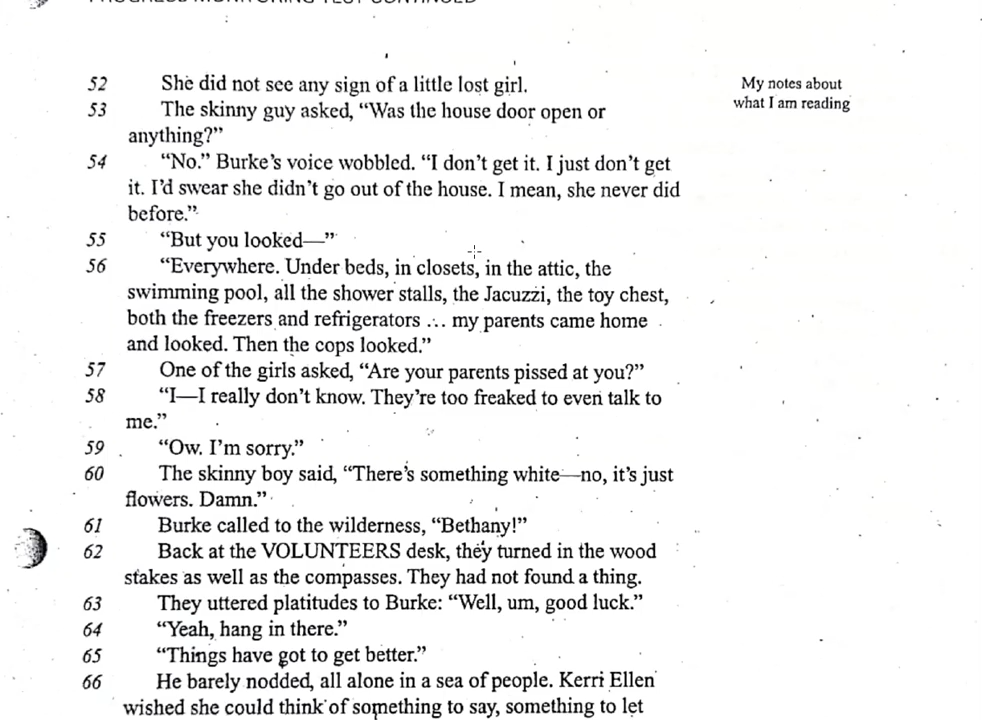 PROGRESS MONITORING TEST CONTINUED
52 She did not see any sign of a little lost girl.
My notes about
what I am reading
53 The skinny guy asked, “Was the house door open or
anything?”
54 “No.” Burke’s voice wobbled. “I don’t get it. I just don’t get
it. I’d swear she didn’t go out of the house. I mean, she never did
before.”
55 “But you looked—”
56 “Everywhere. Under beds, in closets, in the attic, the
swimming pool, all the shower stalls, the Jacuzzi, the toy chest,
both the freezers and refrigerators ... my parents came home
and looked. Then the cops looked.”
57 One of the girls asked, “Are your parents pissed at you?”
58 “I—I really don’t know. They’re too freaked to even talk to
me.”
59 “Ow. I’m sorry.”
60 The skinny boy said, “There’s something white—no, it’s just
flowers. Damn.”
61 Burke called to the wilderness, “Bethany!”
62 Back at the VOLUNTEERS desk, they turned in the wood
stakes as well as the compasses. They had not found a thing.
63 They uttered platitudes to Burke: “Well, um, good luck.”
64 “Yeah, hang in there.”
65 “Things have got to get better.”
66 He barely nodded, all alone in a sea of people. Kerri Ellen
wished she could think of something to say, something to let